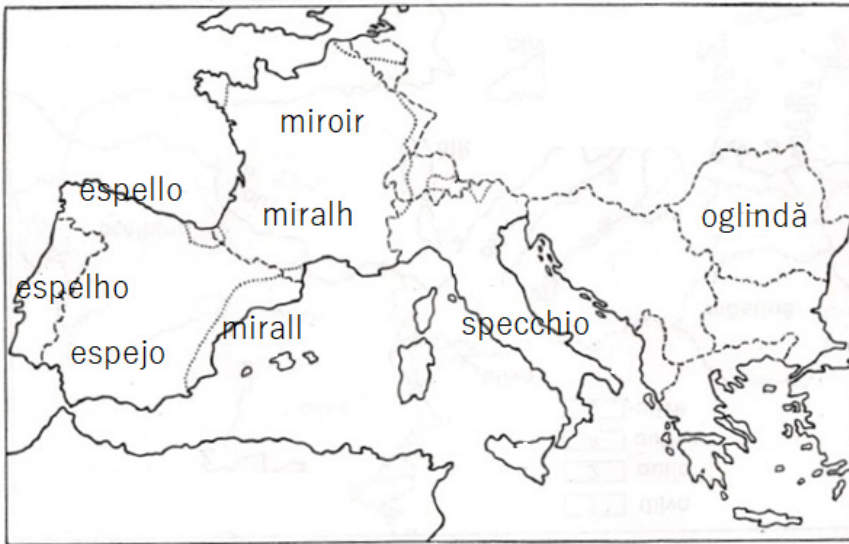 miroir
espello
miralh
oglindă
espelho
mirall
specchio
espejo